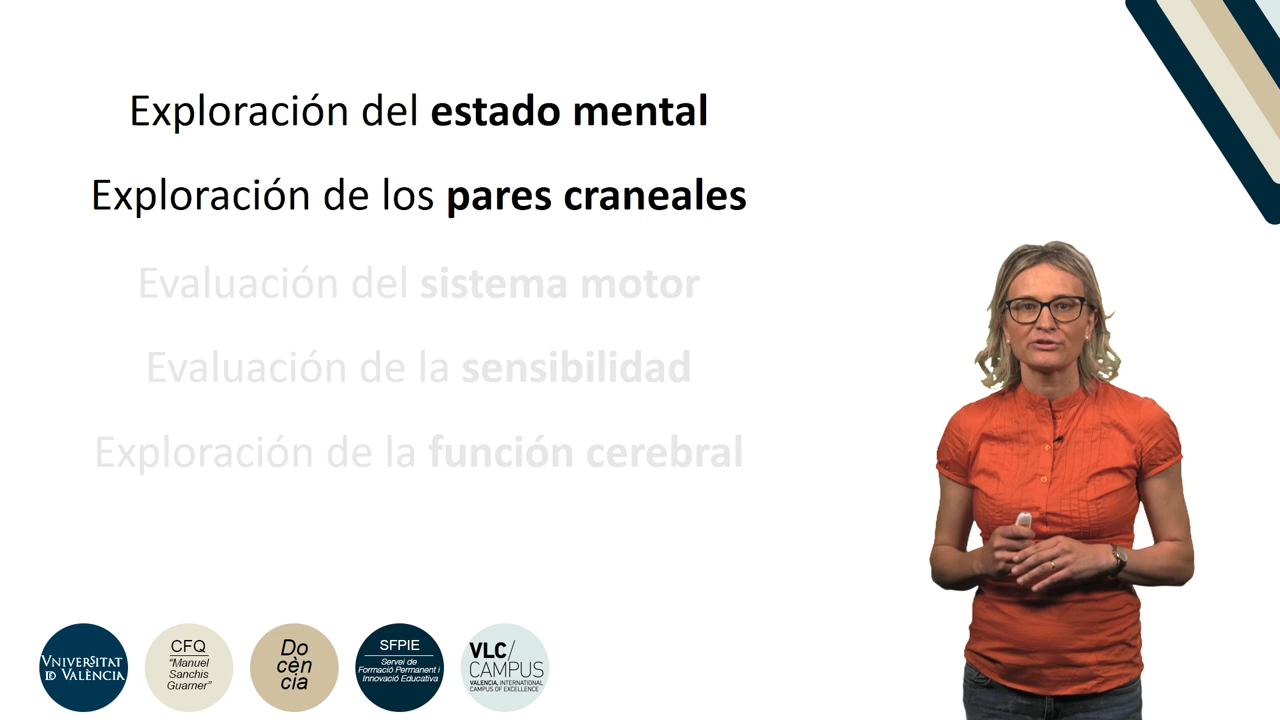 Exploración del estado mental
Exploración de los pares craneales
Evaluación del sistema motor
Evaluación de la sensibilidad
Exploración de la función cerebral
VNIVERSITAT
ID VALÈNCIA
CFQ
"Manuel
Sanchis
Guarner"
Do
cèn
cia
SFPIE
Servei de
Formació Permanent i
Innovació Educativa
VLC/
CAMPUS
VALENCIA, INTERNATIONAL
CAMPUS OF EXCELLENCE